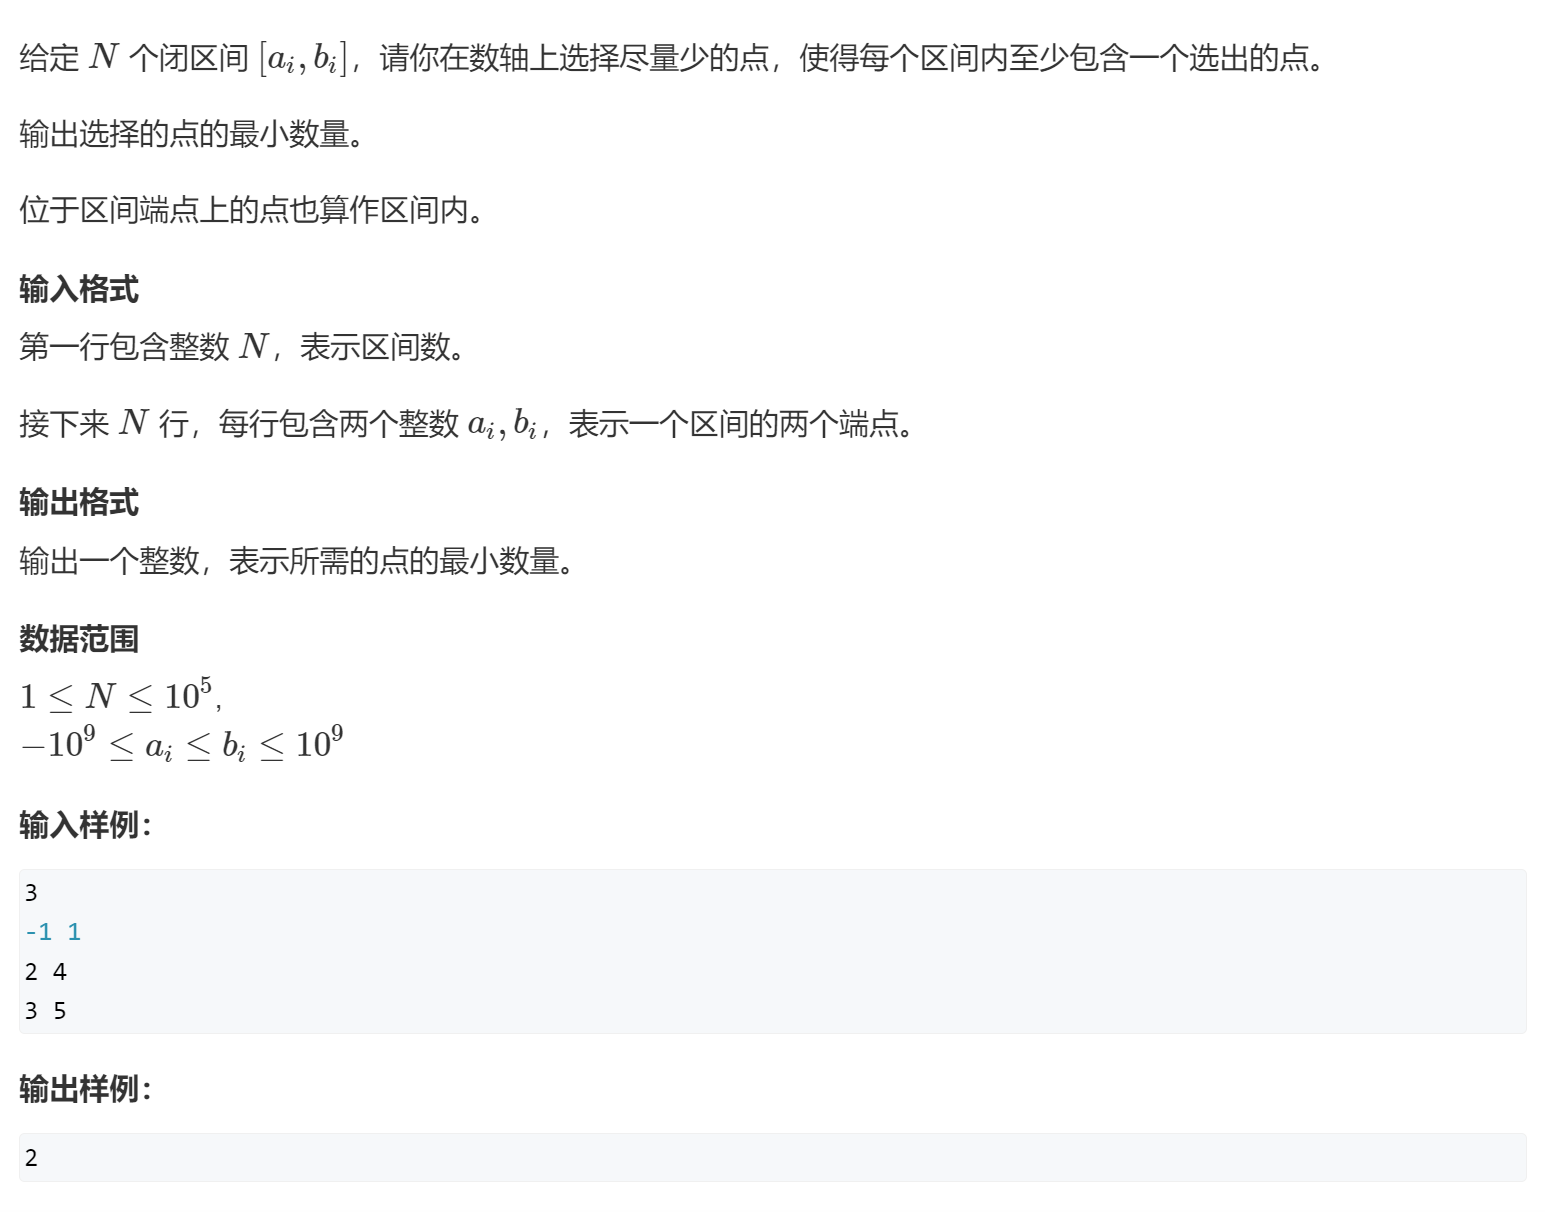 给定 N 个闭区间 [a_i, b_i]，请你在数轴上选择尽量少的点，使得每个区间内至少包含一个选出的点。
输出选择的点的最小数量。
位于区间端点上的点也算作区间内。
输入格式
第一行包含整数 N，表示区间数。
接下来 N 行，每行包含两个整数 a_i, b_i，表示一个区间的两个端点。
输出格式
输出一个整数，表示所需的点的最小数量。
数据范围
1 ≤ N ≤ 10^5,
−10^9 ≤ a_i ≤ b_i ≤ 10^9
输入样例：
3
-1 1
2 4
3 5
输出样例：
2